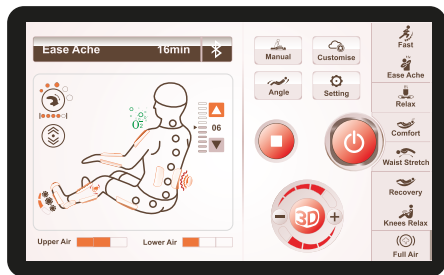 Ease Ache 16min
06
Upper Air
Lower Air
Manual
Customise
Angle
Setting
3D
Fast
Ease Ache
Relax
Comfort
Waist Stretch
Recovery
Knees Relax
Full Air